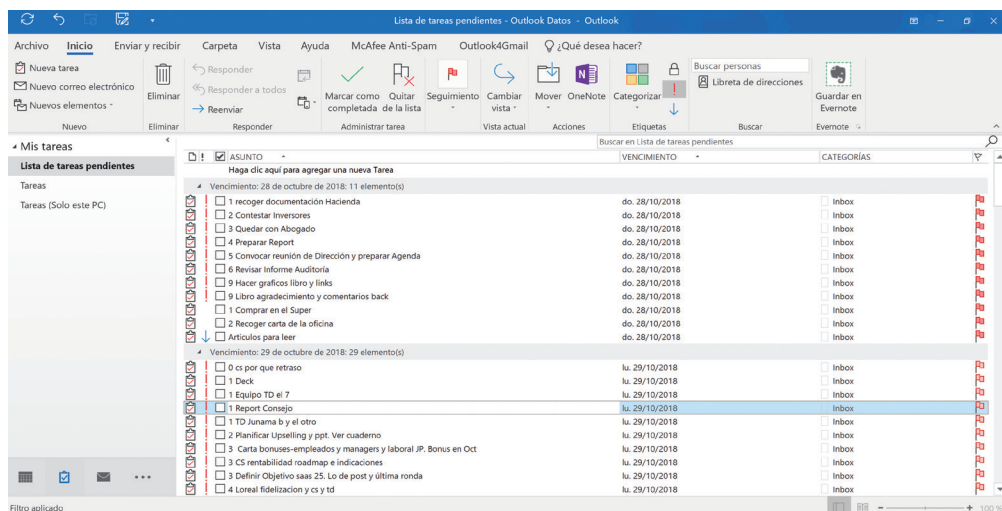 Lista de tareas pendientes - Outlook Datos - Outlook
Archivo Inicio Enviar y recibir Carpeta Vista Ayuda McAfee Anti-Spam Outlook4Gmail ¿Qué desea hacer?
Nueva tarea
Nuevo correo electrónico
Nuevos elementos
Eliminar
Responder
Responder a todos
Reenviar
Marcar como completada
Quitar de la lista
Seguimiento
Cambiar vista
Mover
OneNote
Categorizar
Buscar personas
Libreta de direcciones
Guardar en Evernote
Nuevo Eliminar Responder Administrar tarea Vista actual Acciones Etiquetas Buscar Evernote
Mis tareas
Lista de tareas pendientes
Tareas
Tareas (Solo este PC)
Buscar en Lista de tareas pendientes
ASUNTO VENCIMIENTO CATEGORÍAS
Haga clic aquí para agregar una nueva Tarea
Vencimiento: 28 de octubre de 2018: 11 elemento(s)
1 recoger documentación Hacienda do. 28/10/2018 Inbox
2 Contestar Inversores do. 28/10/2018 Inbox
3 Quedar con Abogado do. 28/10/2018 Inbox
4 Preparar Report do. 28/10/2018 Inbox
5 Convocar reunión de Dirección y preparar Agenda do. 28/10/2018 Inbox
6 Revisar Informe Auditoría do. 28/10/2018 Inbox
9 Hacer graficos libro y links do. 28/10/2018 Inbox
9 Libro agradecimiento y comentarios back do. 28/10/2018 Inbox
1 Comprar en el Super do. 28/10/2018 Inbox
2 Recoger carta de la oficina do. 28/10/2018 Inbox
Articulos para leer do. 28/10/2018 Inbox
Vencimiento: 29 de octubre de 2018: 29 elemento(s)
0 cs por que retraso lu. 29/10/2018 Inbox
1 Deck lu. 29/10/2018 Inbox
1 Equipo TD el 7 lu. 29/10/2018 Inbox
1 Report Consejo lu. 29/10/2018 Inbox
1 TD Junama b y el otro lu. 29/10/2018 Inbox
2 Planificar Upselling y ppt. Ver cuaderno lu. 29/10/2018 Inbox
3 Carta bonuses-empleados y managers y laboral JP. Bonus en Oct lu. 29/10/2018 Inbox
3 CS rentabilidad roadmap e indicaciones lu. 29/10/2018 Inbox
3 Definir Objetivo saas 25. Lo de post y última ronda lu. 29/10/2018 Inbox
4 Loreal fidelizacion y cs y td lu. 29/10/2018 Inbox
Filtro aplicado
100 %